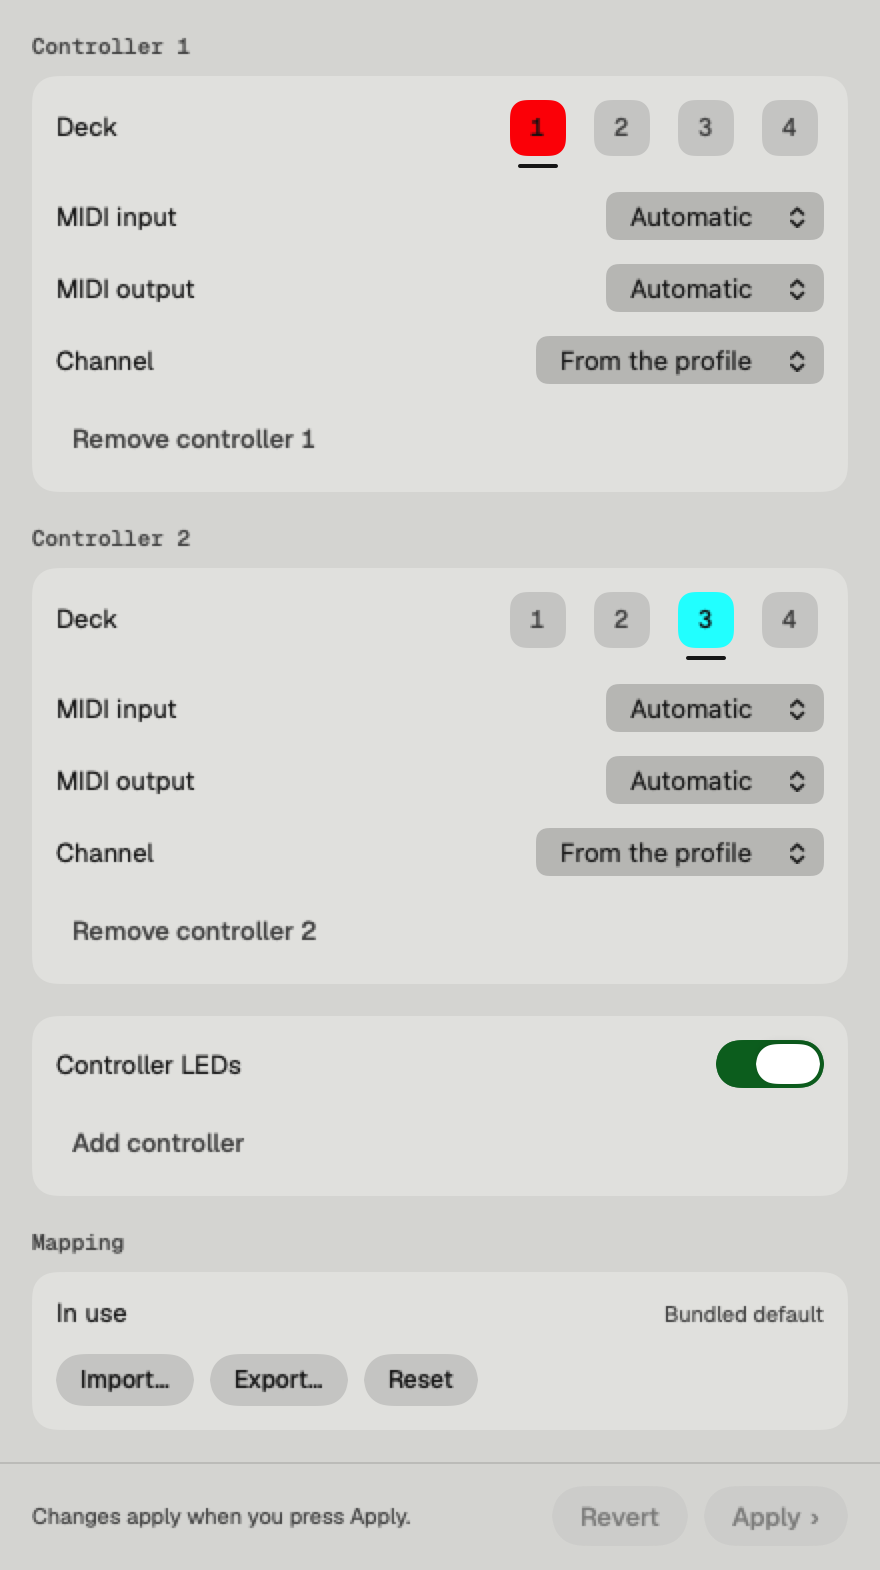 Controller 1
Deck 1 2 3 4
MIDI input Automatic
MIDI output Automatic
Channel From the profile
Remove controller 1
Controller 2
Deck 1 2 3 4
MIDI input Automatic
MIDI output Automatic
Channel From the profile
Remove controller 2
Controller LEDs
Add controller
Mapping
In use Bundled default
Import... Export... Reset
Changes apply when you press Apply. Revert Apply ›